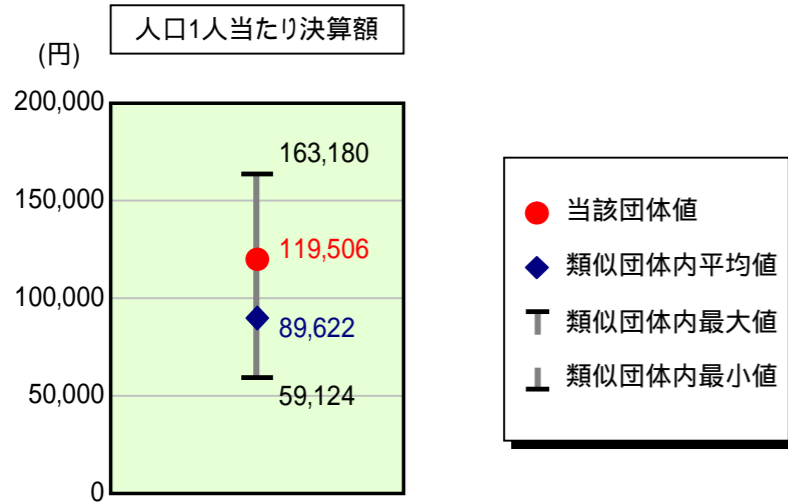 人口1人当たり決算額
(円)
200,000
150,000
100,000
50,000
0
163,180
119,506
89,622
59,124
当該団体値
類似団体内平均値
類似団体内最大値
類似団体内最小値